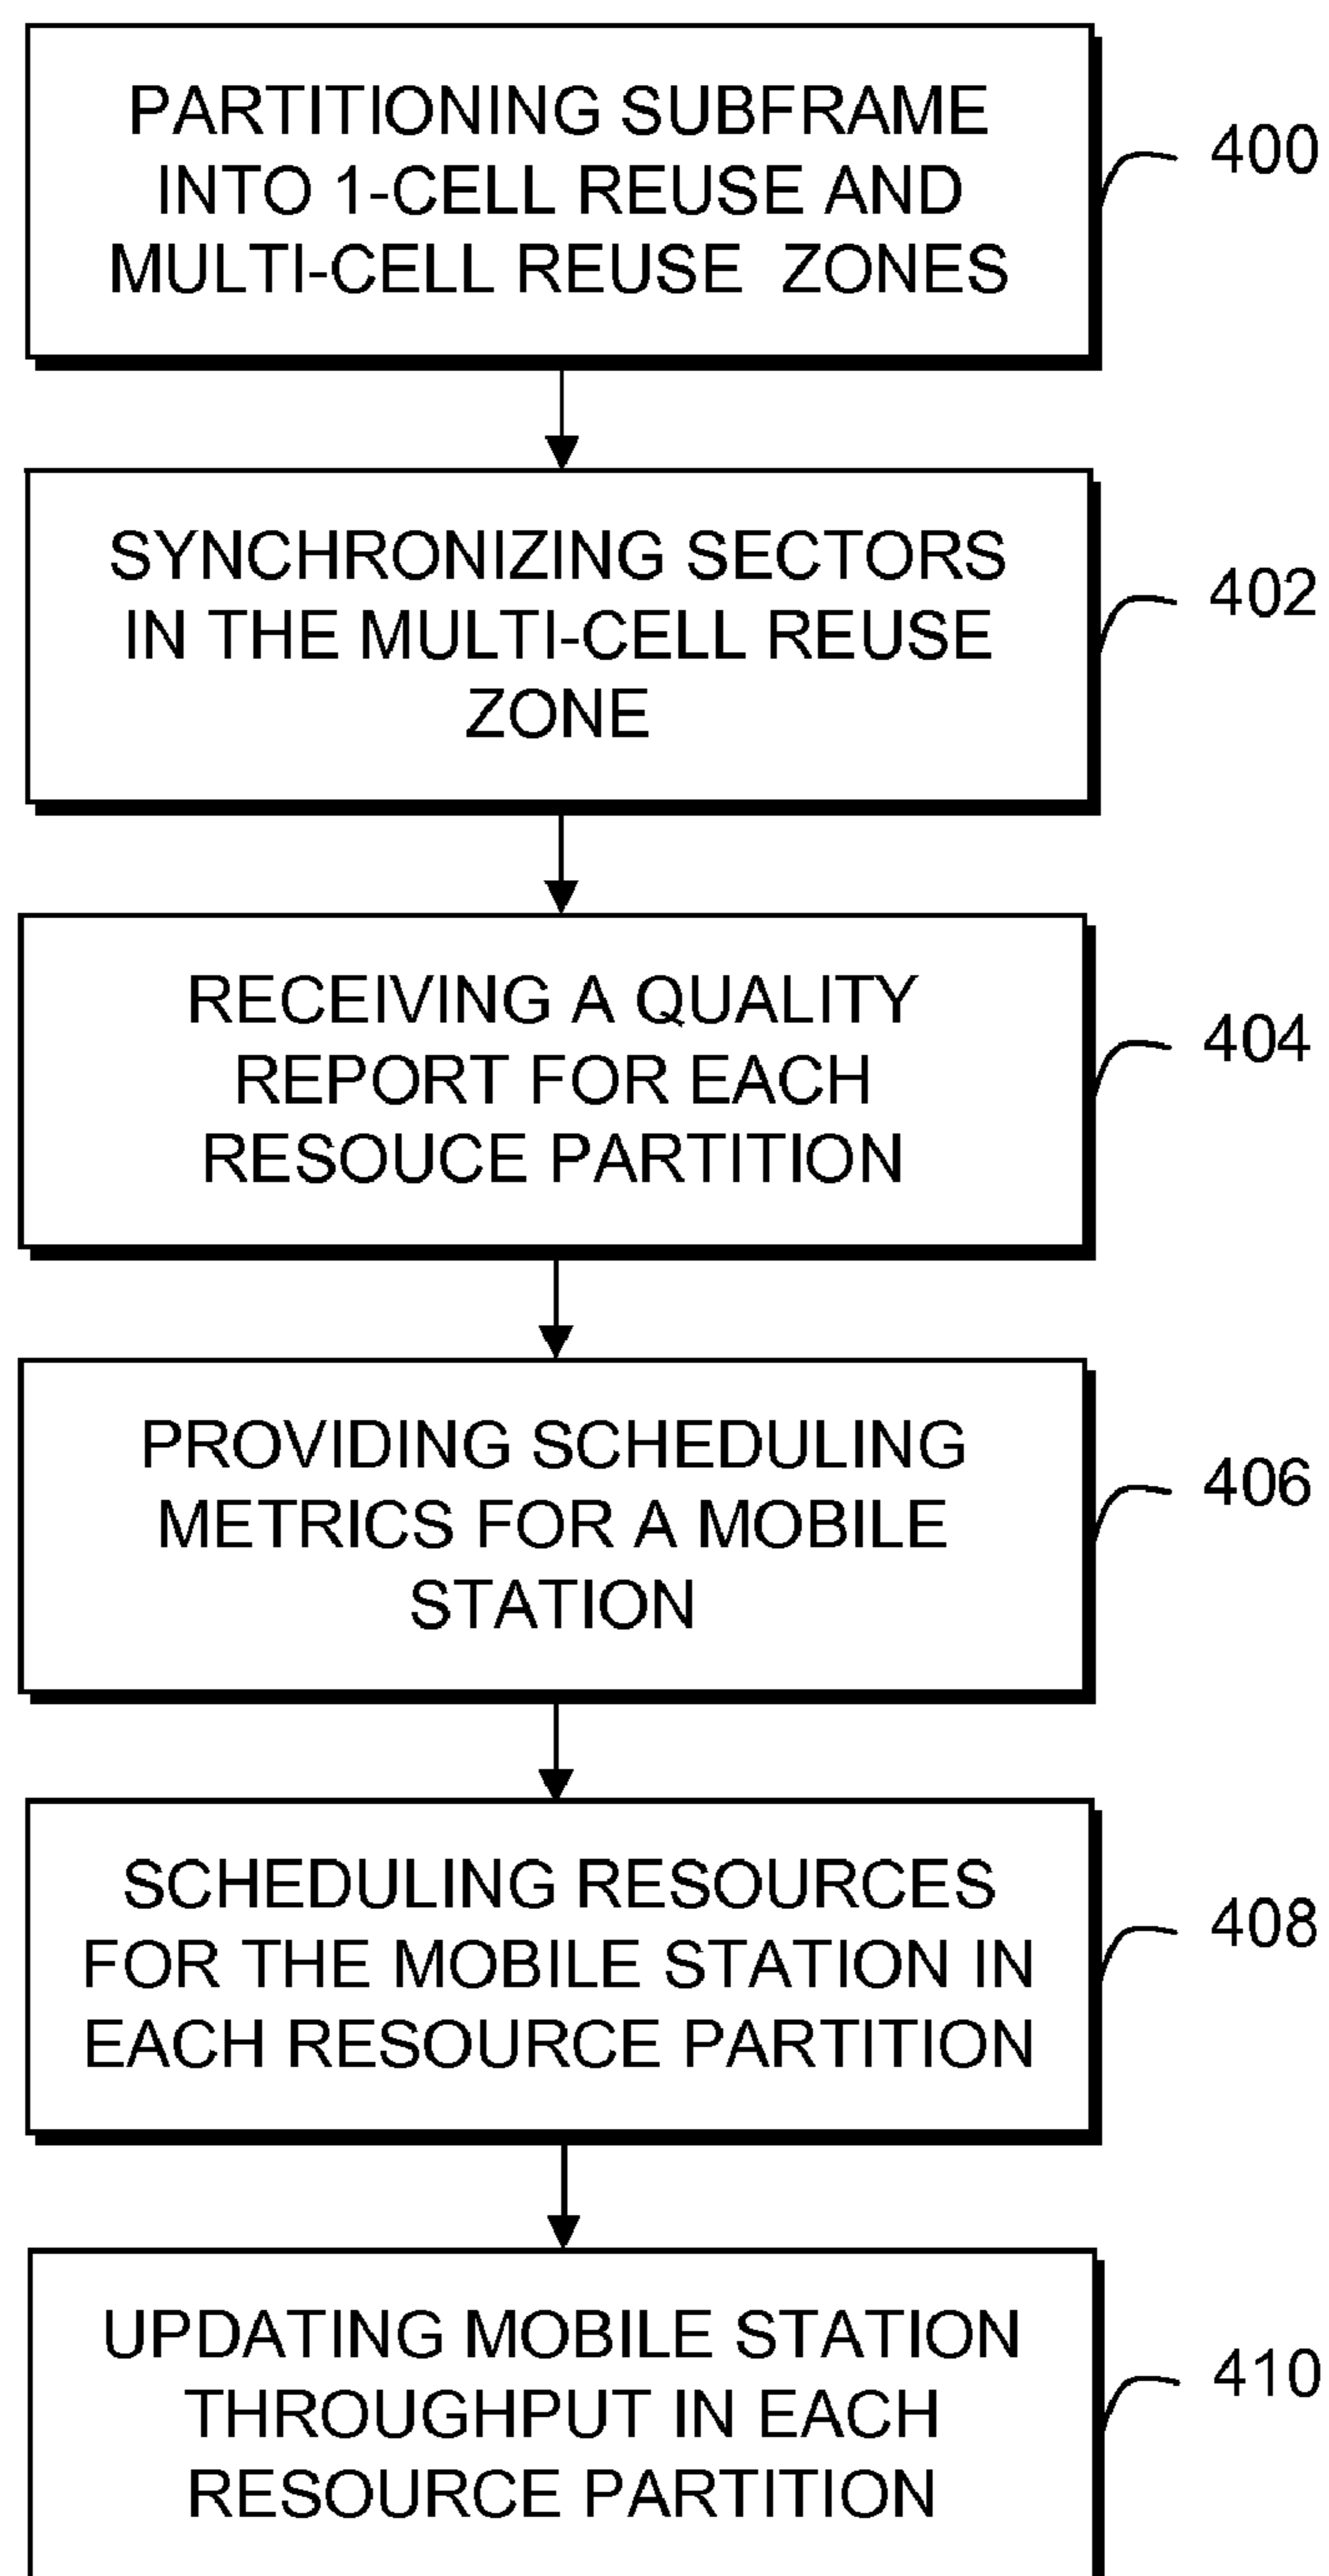 PARTITIONING SUBFRAME
INTO 1-CELL REUSE AND
MULTI-CELL REUSE ZONES
400
SYNCHRONIZING SECTORS
IN THE MULTI-CELL REUSE
ZONE
402
RECEIVING A QUALITY
REPORT FOR EACH
RESOUCE PARTITION
404
PROVIDING SCHEDULING
METRICS FOR A MOBILE
STATION
406
SCHEDULING RESOURCES
FOR THE MOBILE STATION IN
EACH RESOURCE PARTITION
408
UPDATING MOBILE STATION
THROUGHPUT IN EACH
RESOURCE PARTITION
410